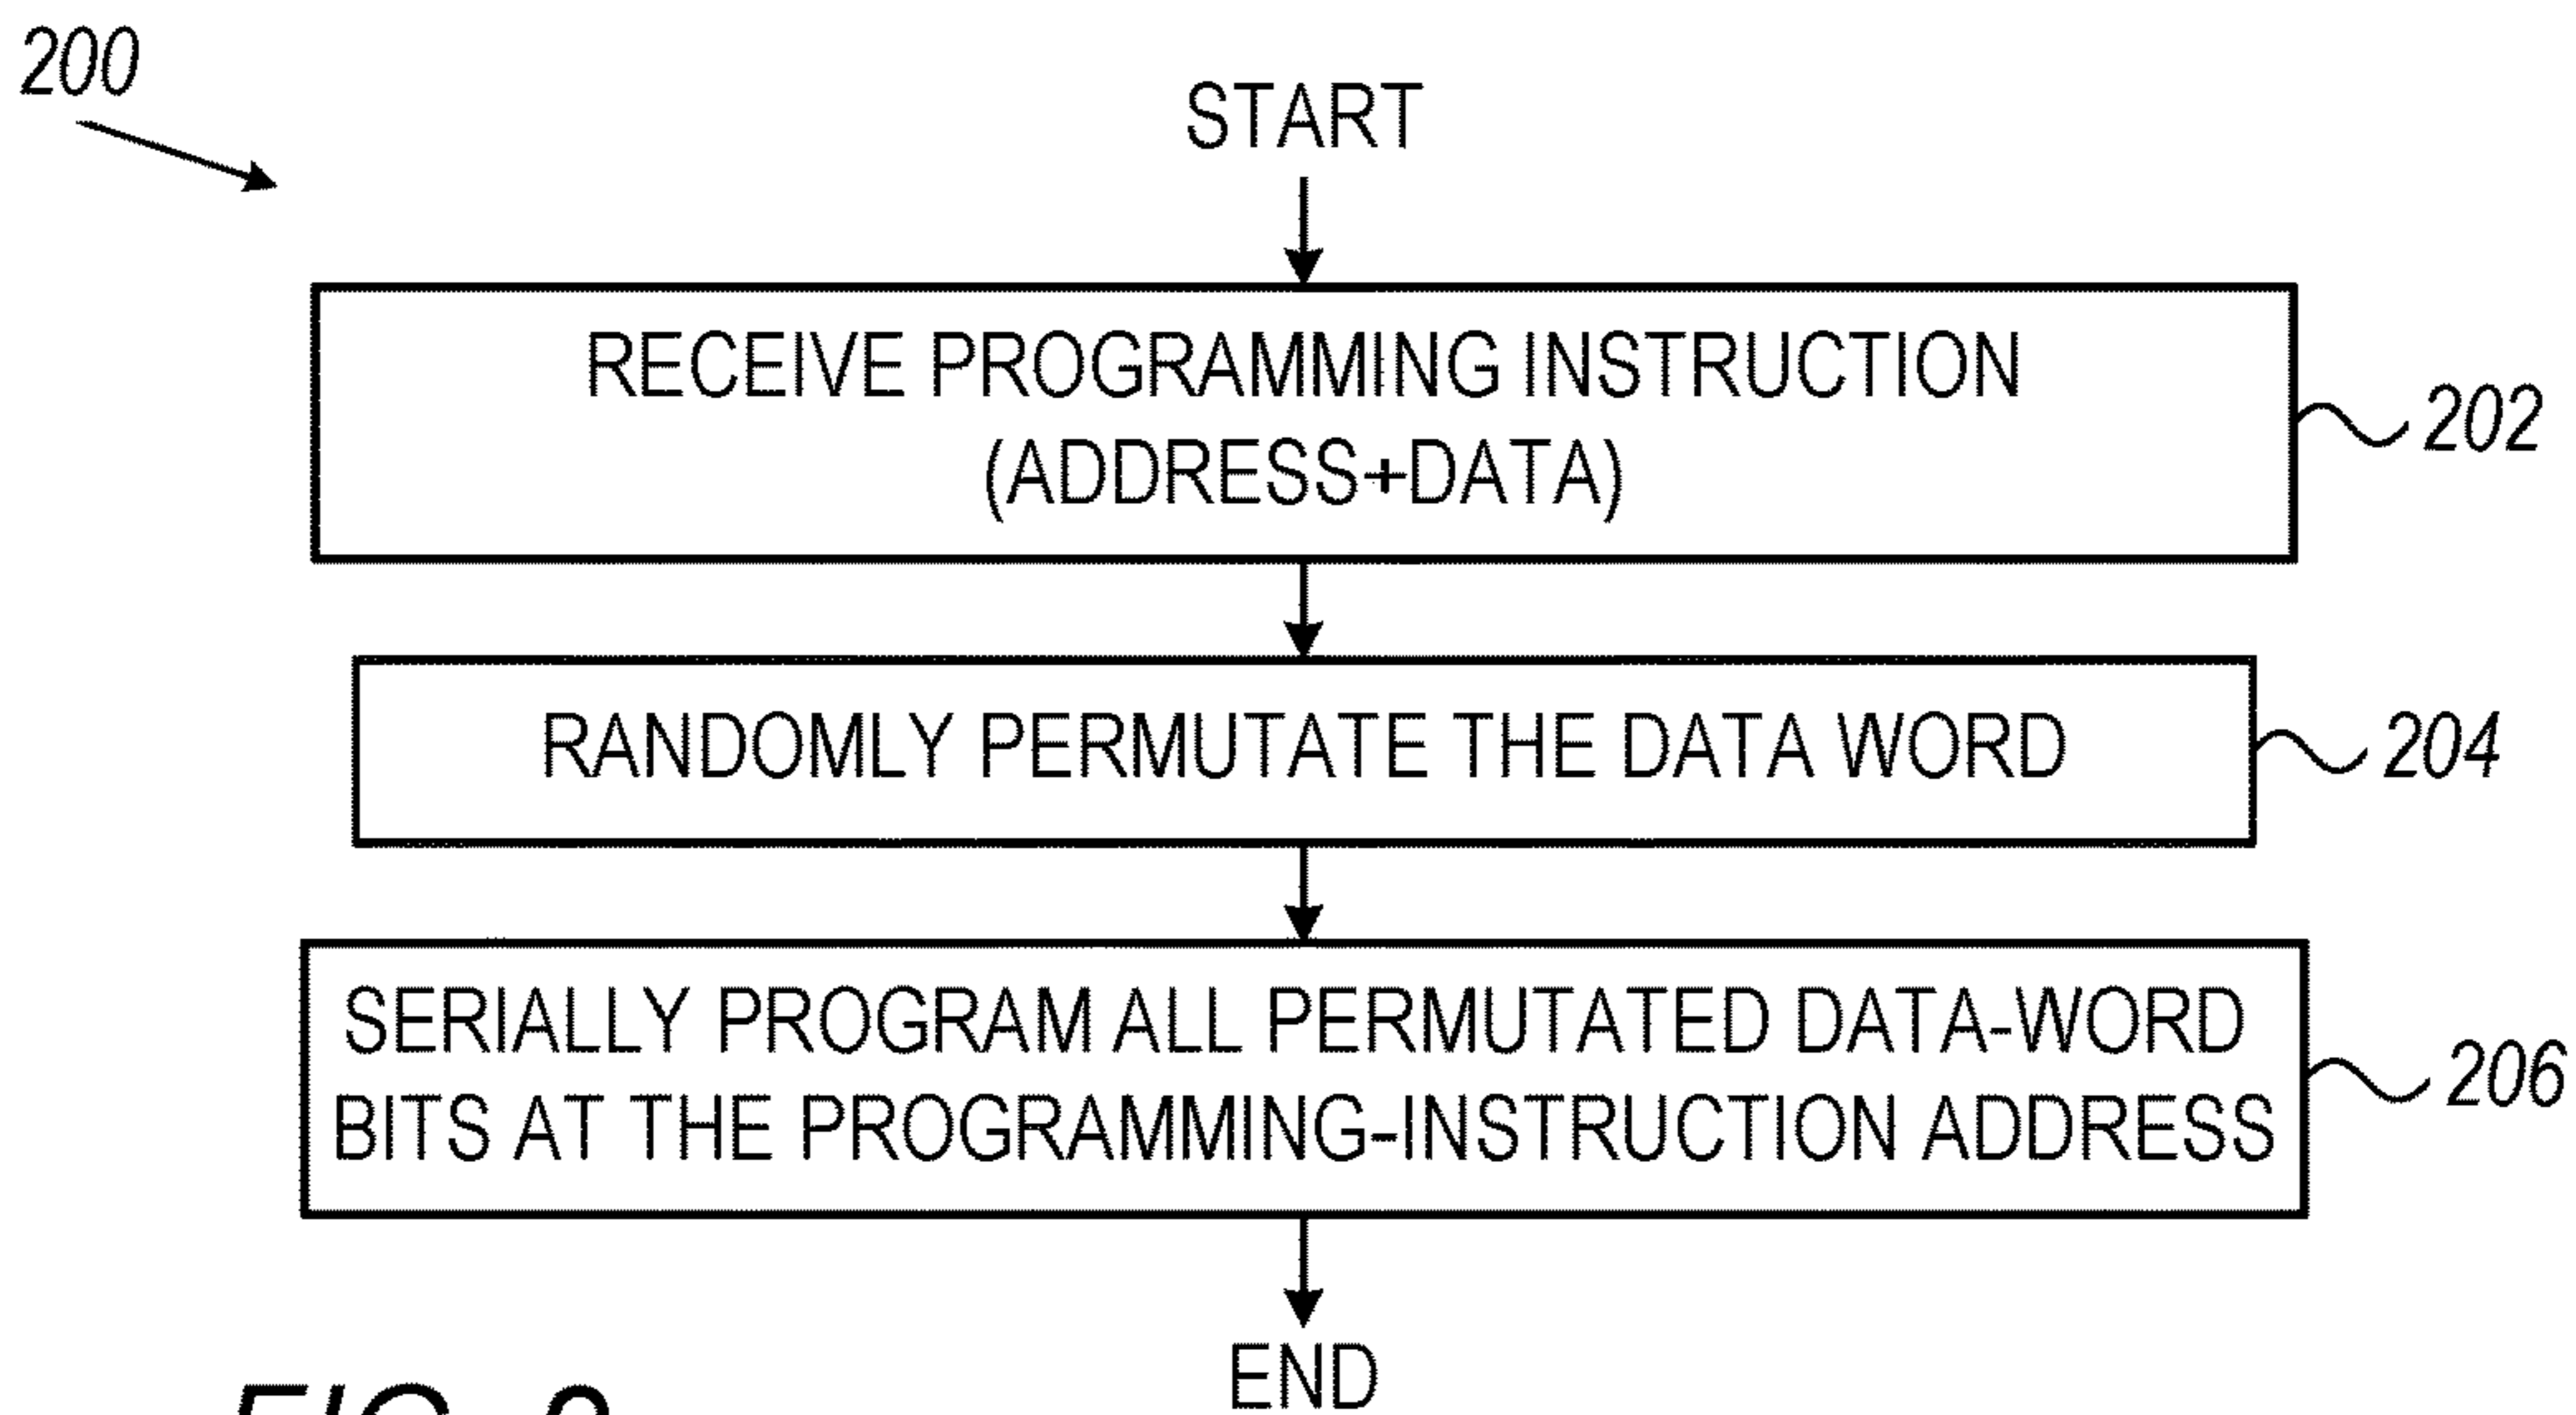 200
START
RECEIVE PROGRAMMING INSTRUCTION
(ADDRESS+DATA)
202
RANDOMLY PERMUTATE THE DATA WORD
204
SERIALLY PROGRAM ALL PERMUTATED DATA-WORD
BITS AT THE PROGRAMMING-INSTRUCTION ADDRESS
206
END
FIG.